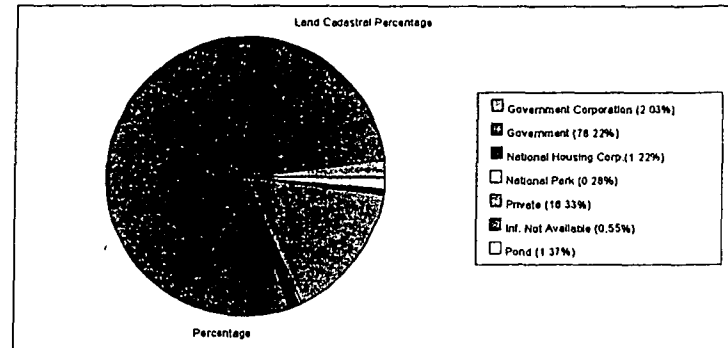 Land Cadastral Percentage
Government Corporation (2 03%)
Government (78 22%)
National Housing Corp.(1 22%)
National Park (0 28%)
Private (16 33%)
Inf. Not Available (0.55%)
Pond (1 37%)
Percentage